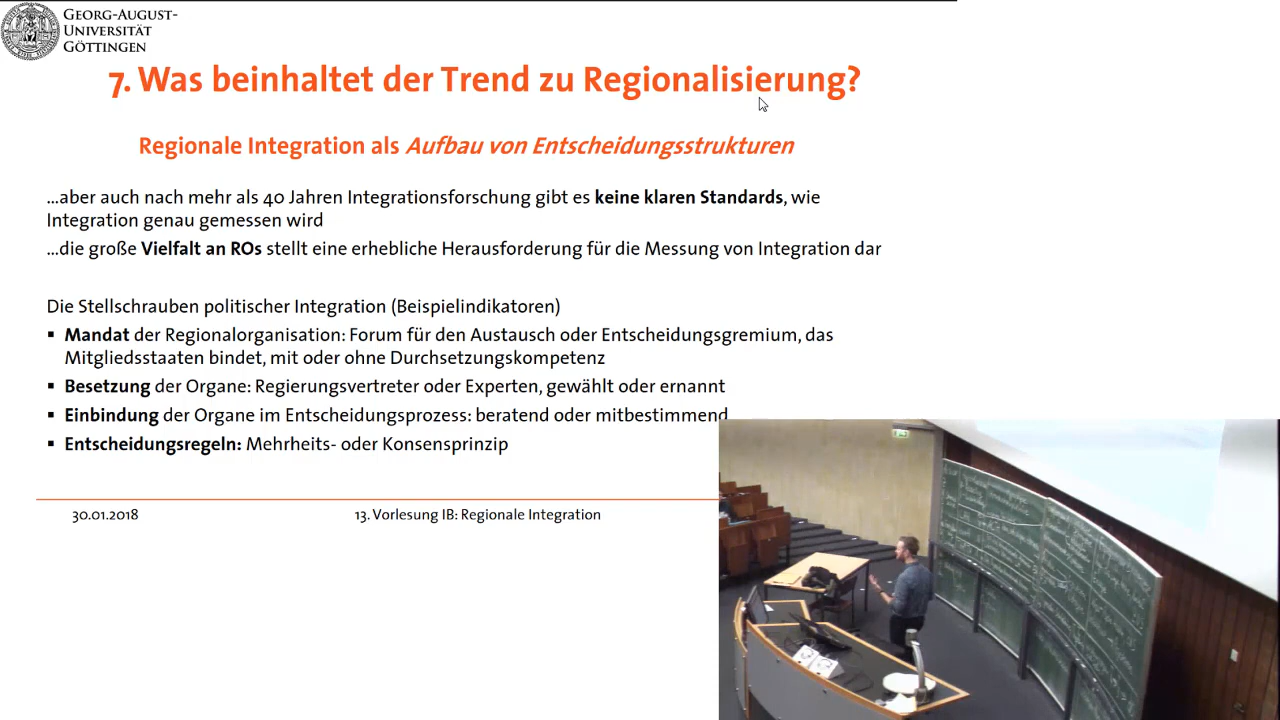 GEORG-AUGUST-
UNIVERSITÄT
GÖTTINGEN
7. Was beinhaltet der Trend zu Regionalisierung?
Regionale Integration als Aufbau von Entscheidungsstrukturen
...aber auch nach mehr als 40 Jahren Integrationsforschung gibt es keine klaren Standards, wie
Integration genau gemessen wird
...die große Vielfalt an ROs stellt eine erhebliche Herausforderung für die Messung von Integration dar
Die Stellschrauben politischer Integration (Beispielindikatoren)
▪ Mandat der Regionalorganisation: Forum für den Austausch oder Entscheidungsgremium, das
Mitgliedsstaaten bindet, mit oder ohne Durchsetzungskompetenz
▪ Besetzung der Organe: Regierungsvertreter oder Experten, gewählt oder ernannt
▪ Einbindung der Organe im Entscheidungsprozess: beratend oder mitbestimmend
▪ Entscheidungsregeln: Mehrheits- oder Konsensprinzip
30.01.2018
13. Vorlesung IB: Regionale Integration